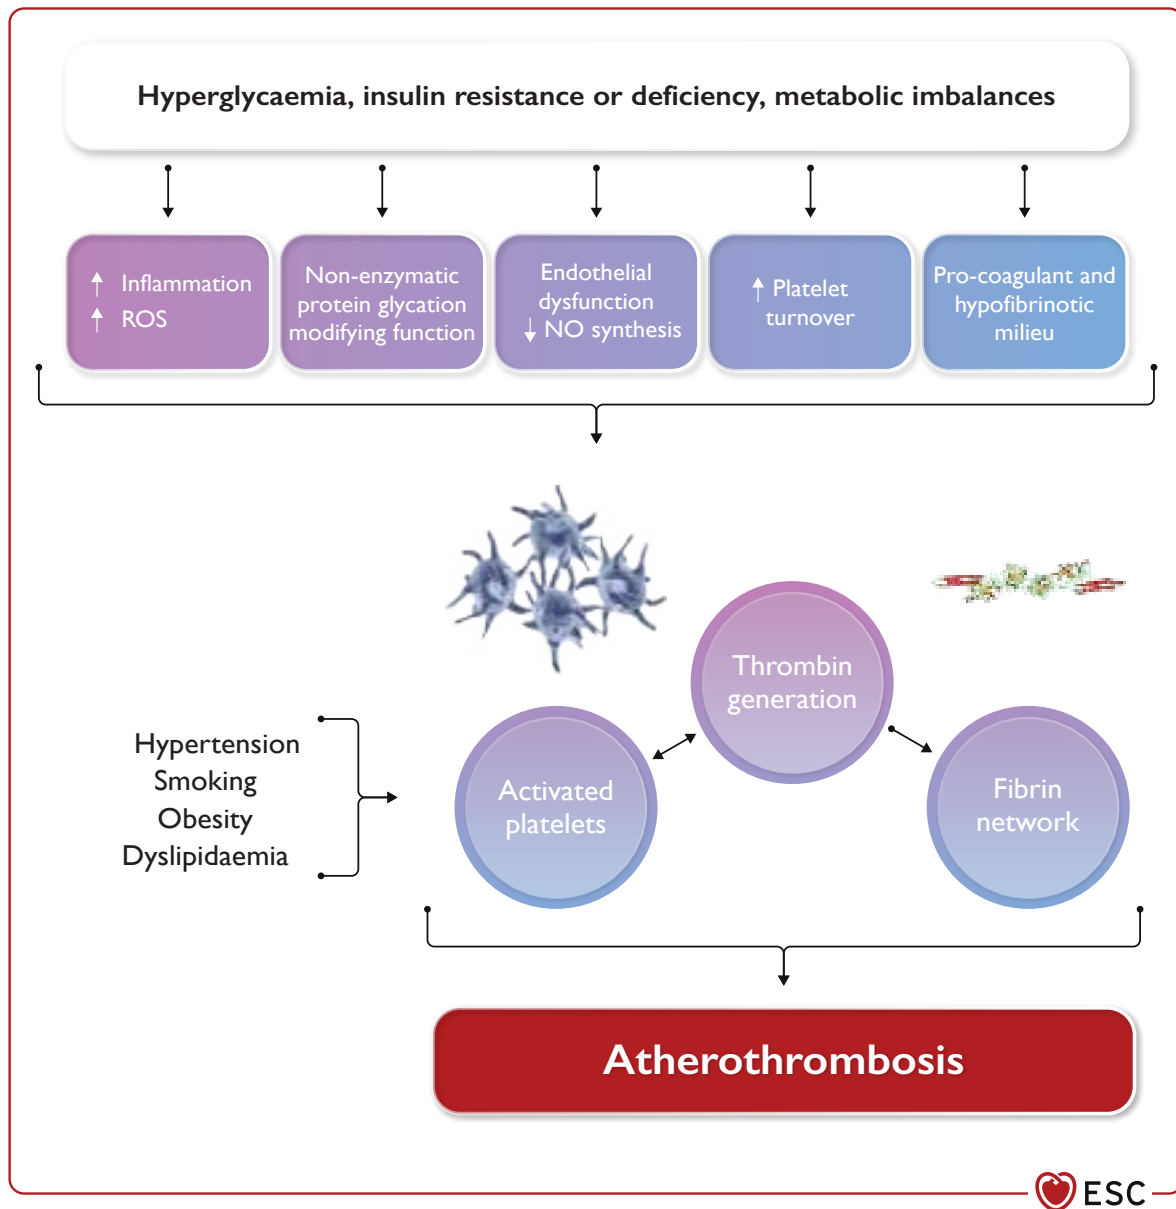 Hyperglycaemia, insulin resistance or deficiency, metabolic imbalances
↑ Inflammation
↑ ROS
Non-enzymatic
protein glycation
modifying function
Endothelial
dysfunction
↓ NO synthesis
↑ Platelet
turnover
Pro-coagulant and
hypofibrinotic
milieu
Thrombin
generation
Hypertension
Smoking
Obesity
Dyslipidaemia
Activated
platelets
Fibrin
network
Atherothrombosis
ESC